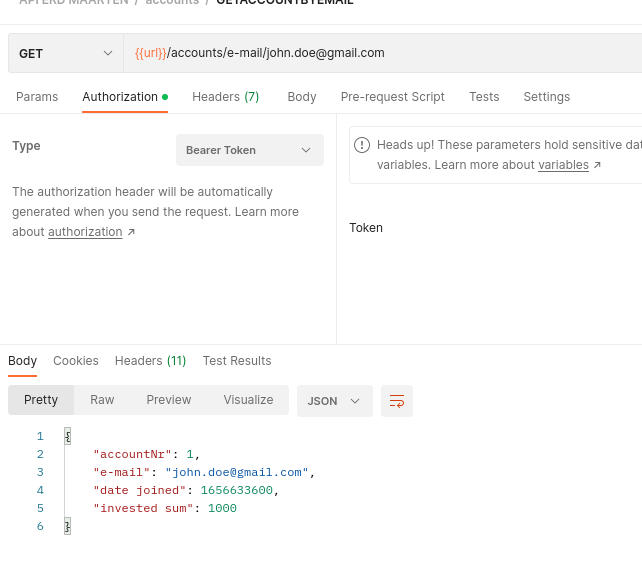 accounts / GETACCOUNTBYEMAIL
GET {{url}}/accounts/e-mail/john.doe@gmail.com
Params Authorization Headers (7) Body Pre-request Script Tests Settings
Type Bearer Token
The authorization header will be automatically
generated when you send the request. Learn more
about authorization ↗
! Heads up! These parameters hold sensitive dat
variables. Learn more about variables ↗
Token
Body Cookies Headers (11) Test Results
Pretty Raw Preview Visualize JSON
1 {
2 "accountNr": 1,
3 "e-mail": "john.doe@gmail.com",
4 "date joined": 1656633600,
5 "invested sum": 1000
6 }